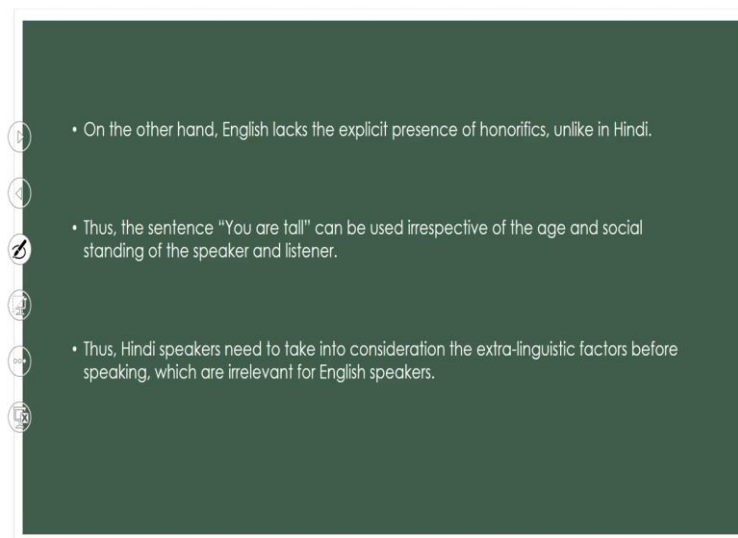 • On the other hand, English lacks the explicit presence of honorifics, unlike in Hindi.
• Thus, the sentence “You are tall” can be used irrespective of the age and social
standing of the speaker and listener.
• Thus, Hindi speakers need to take into consideration the extra-linguistic factors before
speaking, which are irrelevant for English speakers.